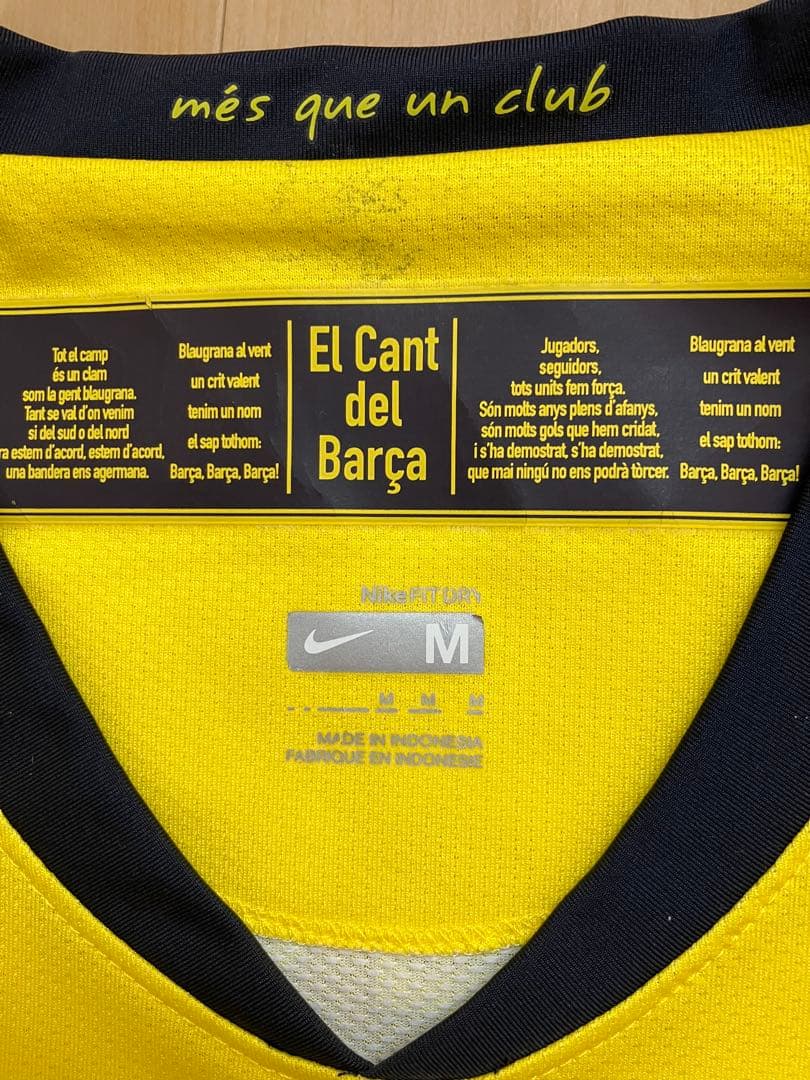 més que un club
Tot el camp
és un clam
som la gent blaugrana.
Tant se val d'on venim
si del sud o del nord
ra estem d'acord, estem d'acord,
una bandera ens agermana.
Blaugrana al vent
un crit valent
tenim un nom
el sap tothom:
Barça, Barça, Barça!
El Cant
del
Barça
Jugadors,
seguidors,
tots units fem força.
Són molts anys plens d'afanys,
són molts gols que hem cridat,
i s'ha demostrat, s'ha demostrat,
que mai ningú no ens podrà tòrcer.
Blaugrana al vent
un crit valent
tenim un nom
el sap tothom:
Barça, Barça, Barça!
Nike FIT DRY
M
M M M
MADE IN INDONESIA
FABRIQUE EN INDONESIE